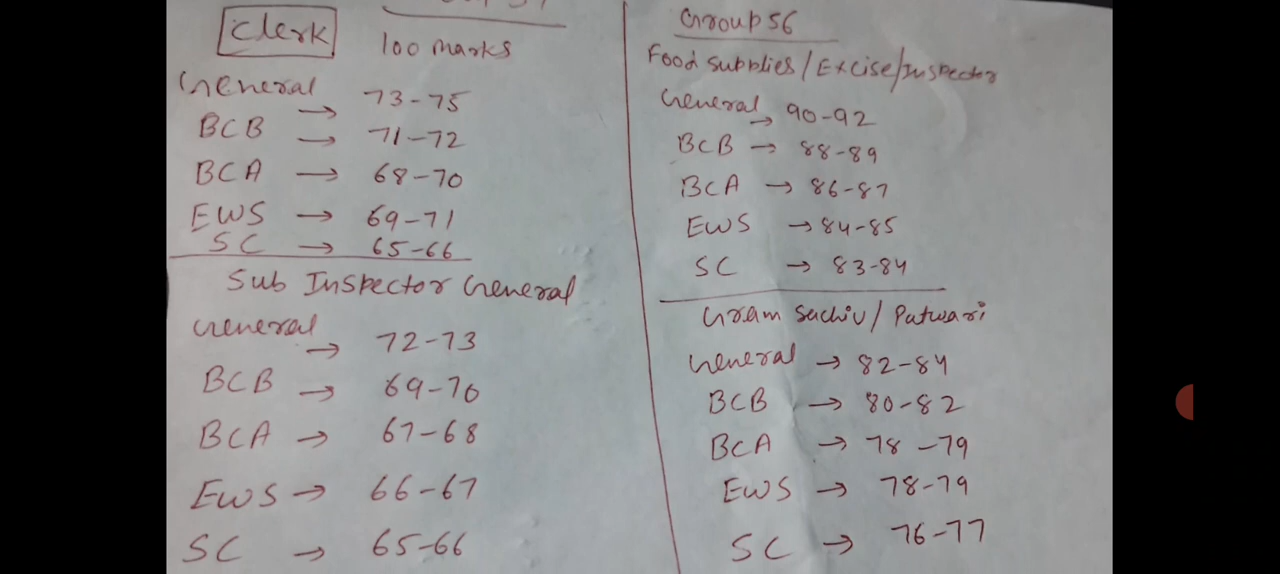 Clerk
100 marks
General → 73-75
BCB → 71-72
BCA → 68-70
EWS → 69-71
SC → 65-66
Sub Inspector General
General → 72-73
BCB → 69-70
BCA → 67-68
EWS → 66-67
SC → 65-66
Group 56
Food supplies/Excise/Inspector
General → 90-92
BCB → 88-89
BCA → 86-87
EWS → 84-85
SC → 83-84
Gram Sachiv/Patwari
General → 82-84
BCB → 80-82
BCA → 78-79
EWS → 78-79
SC → 76-77